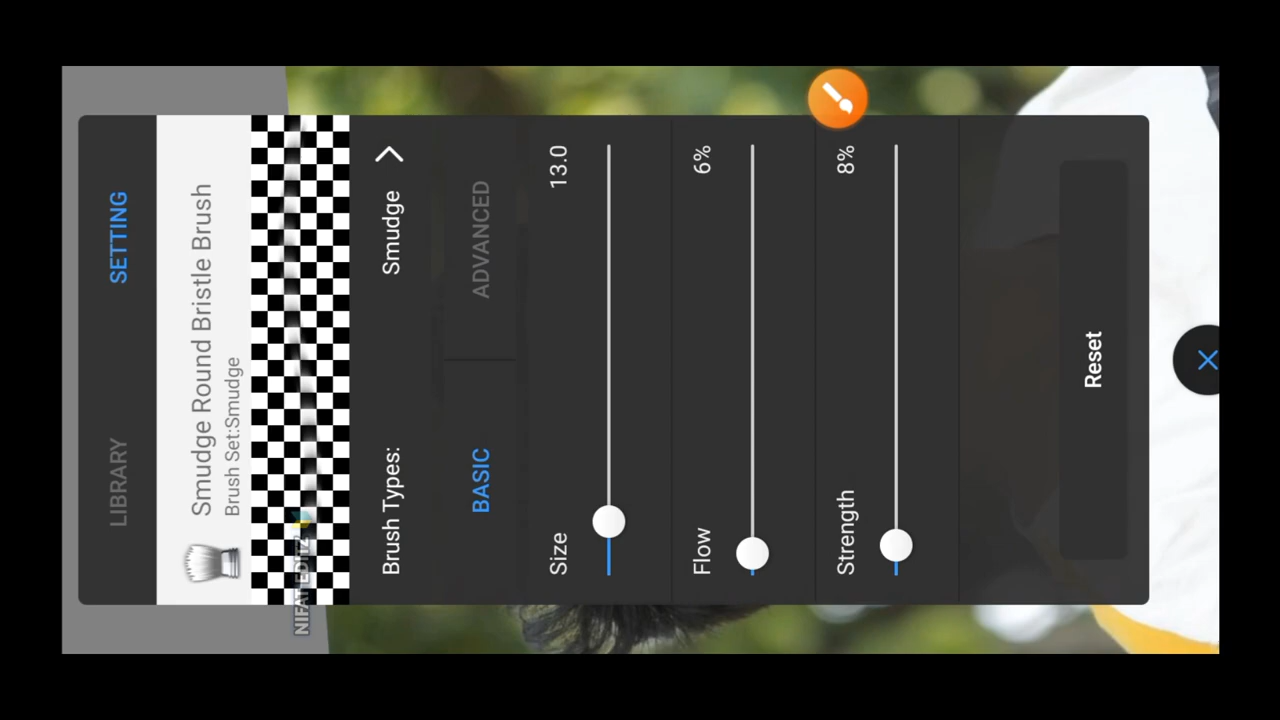 LIBRARY SETTING
Smudge Round Bristle Brush
Brush Set:Smudge
NIFAT EDITZ
Brush Types: Smudge
BASIC ADVANCED
Size 13.0
Flow 6%
Strength 8%
Reset